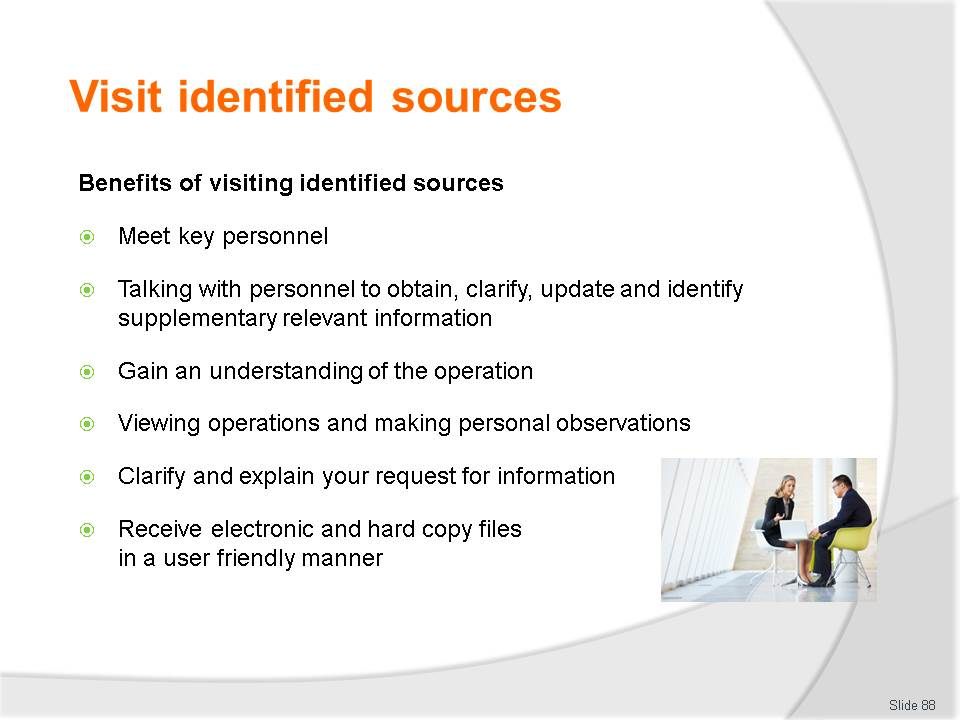 Visit identified sources
Benefits of visiting identified sources
Meet key personnel
Talking with personnel to obtain, clarify, update and identify
supplementary relevant information
Gain an understanding of the operation
Viewing operations and making personal observations
Clarify and explain your request for information
Receive electronic and hard copy files
in a user friendly manner
Slide 88